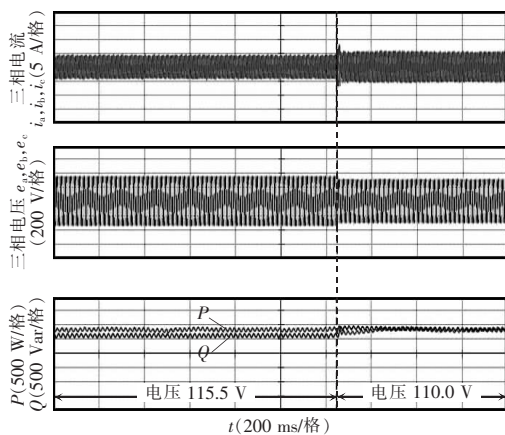 三相电流
i_a,i_b,i_c(5 A/格)
三相电压 e_a,e_b,e_c
(200 V/格)
P(500 W/格)
Q(500 Var/格)
P
Q
电压 115.5 V
电压 110.0 V
t(200 ms/格)